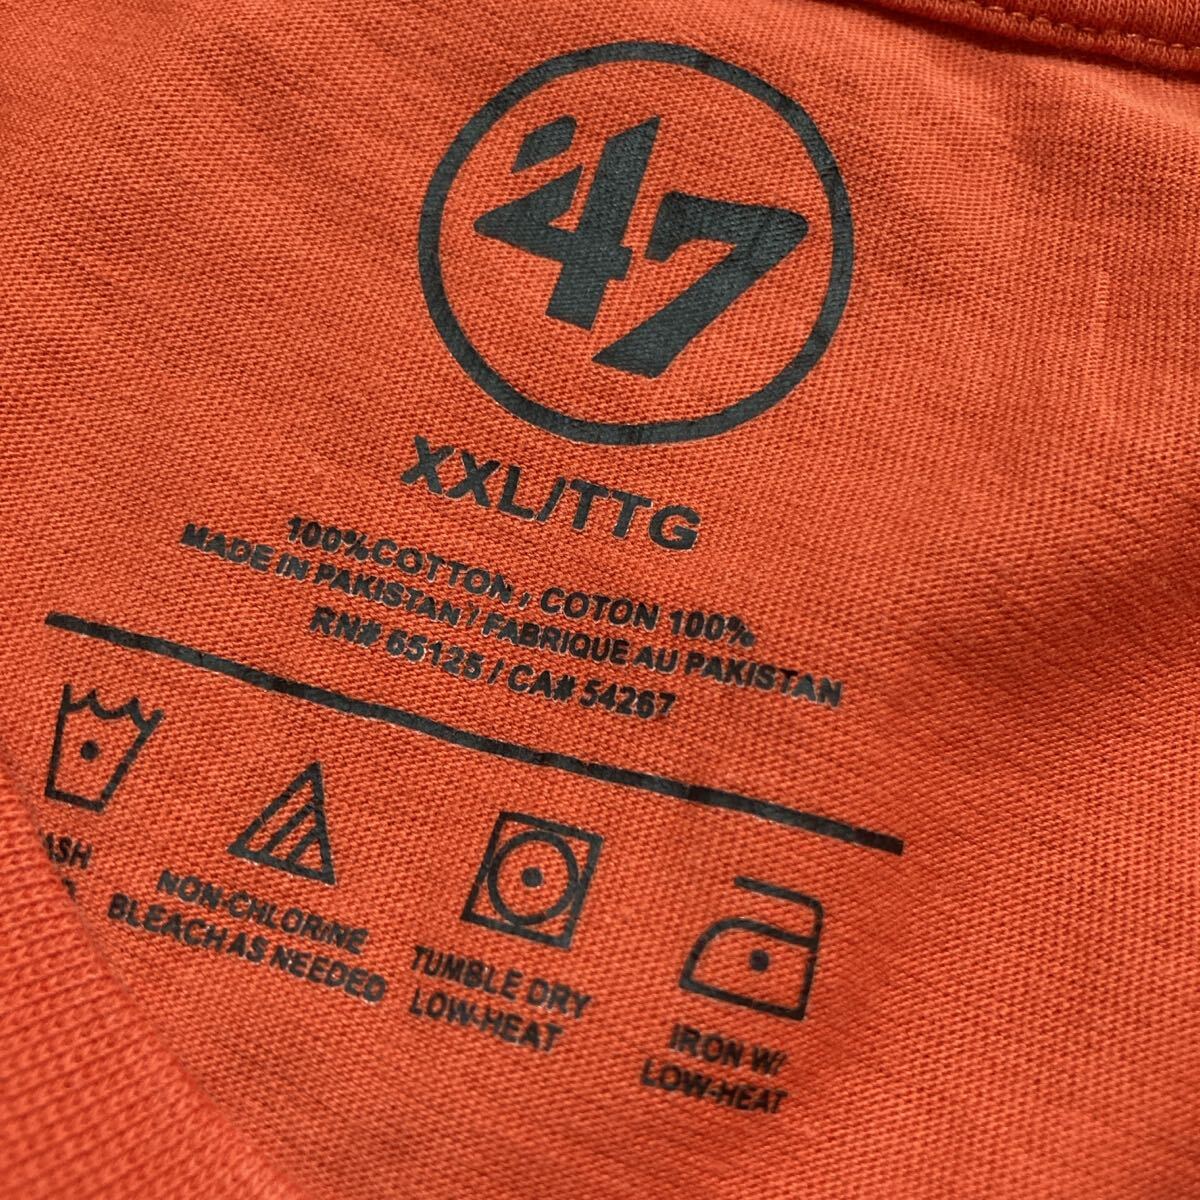 '47
XXL/TTG
100%COTTON / COTON 100%
MADE IN PAKISTAN / FABRIQUE AU PAKISTAN
RN# 65125 / CA# 54267
NON-CHLORINE
BLEACH AS NEEDED
TUMBLE DRY
LOW-HEAT
IRON W/
LOW-HEAT